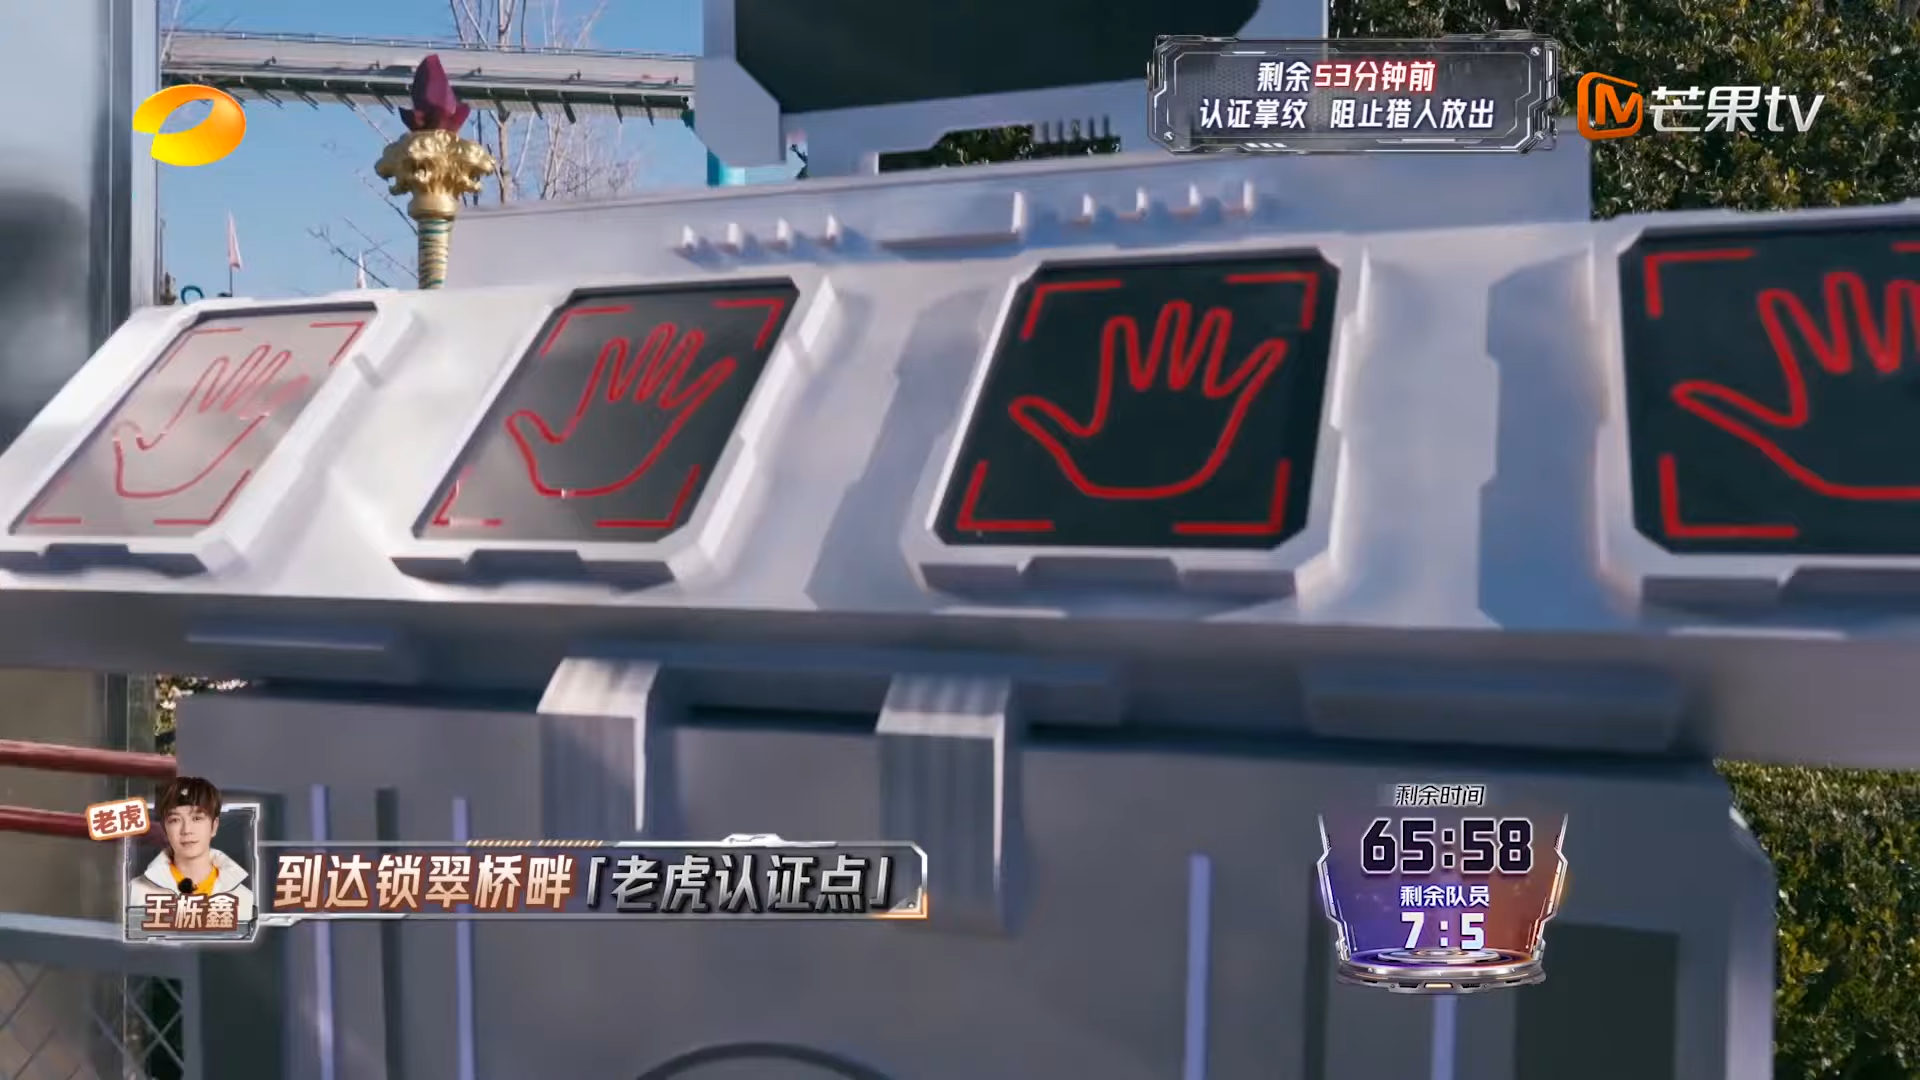 剩余53分钟前
认证掌纹 阻止猎人放出
芒果tv
老虎
王栎鑫
到达锁翠桥畔「老虎认证点」
剩余时间
65:58
剩余队员
7:5